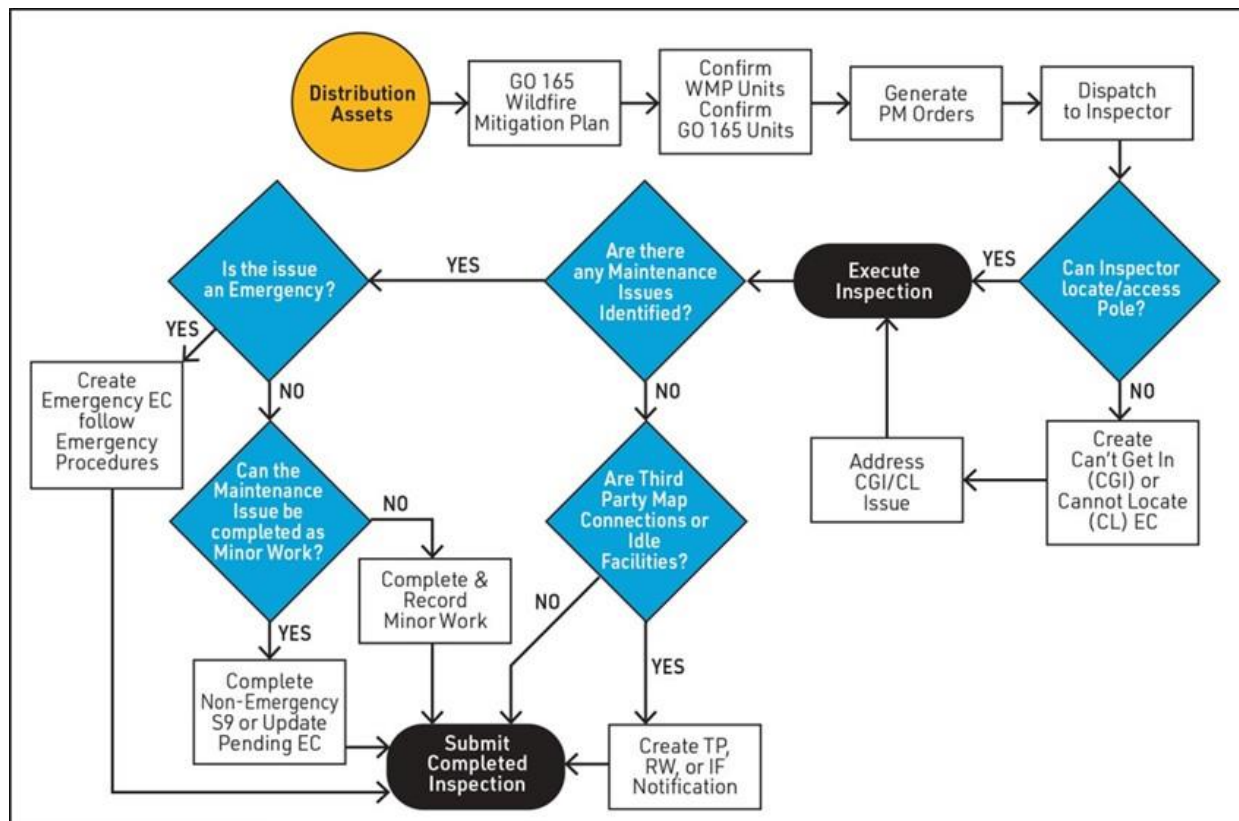 Distribution
Assets
GO 165
Wildfire
Mitigation Plan
Confirm
WMP Units
Confirm
GO 165 Units
Generate
PM Orders
Dispatch
to Inspector
Can Inspector
locate/access
Pole?
YES
NO
Execute
Inspection
Create
Can't Get In
(CGI) or
Cannot Locate
(CL) EC
Address
CGI/CL
Issue
Are there
any Maintenance
Issues
Identified?
YES
NO
Is the issue
an Emergency?
YES
NO
Create
Emergency EC
follow
Emergency
Procedures
Can the
Maintenance
Issue be
completed as
Minor Work?
NO
YES
Complete &
Record
Minor Work
Complete
Non-Emergency
S9 or Update
Pending EC
Are Third
Party Map
Connections or
Idle
Facilities?
NO
YES
Create TP,
RW, or IF
Notification
Submit
Completed
Inspection